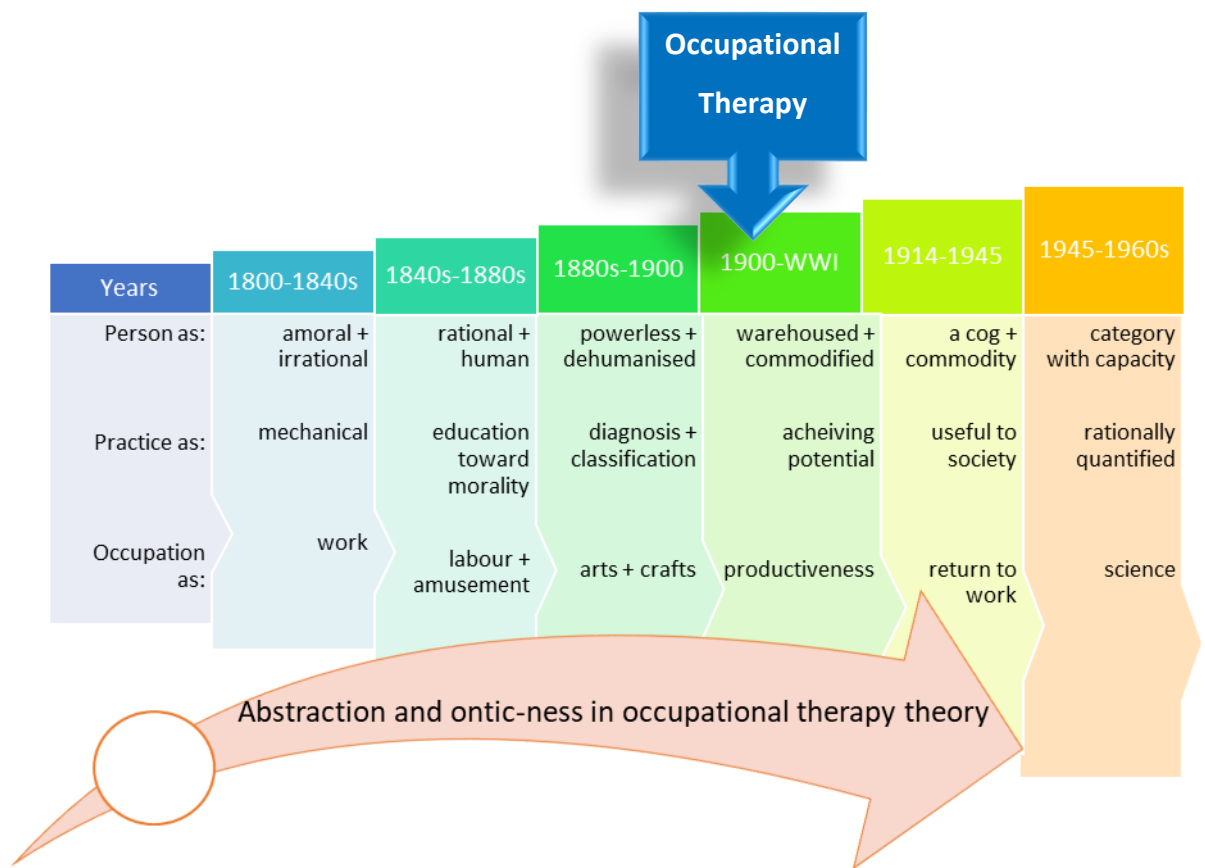 Occupational
Therapy
Years
1800-1840s
1840s-1880s
1880s-1900
1900-WWI
1914-1945
1945-1960s
Person as:
amoral +
irrational
rational +
human
powerless +
dehumanised
warehoused +
commodified
a cog +
commodity
category
with capacity
Practice as:
mechanical
education
toward
morality
diagnosis +
classification
acheiving
potential
useful to
society
rationally
quantified
Occupation
as:
work
labour +
amusement
arts + crafts
productiveness
return to
work
science
Abstraction and ontic-ness in occupational therapy theory